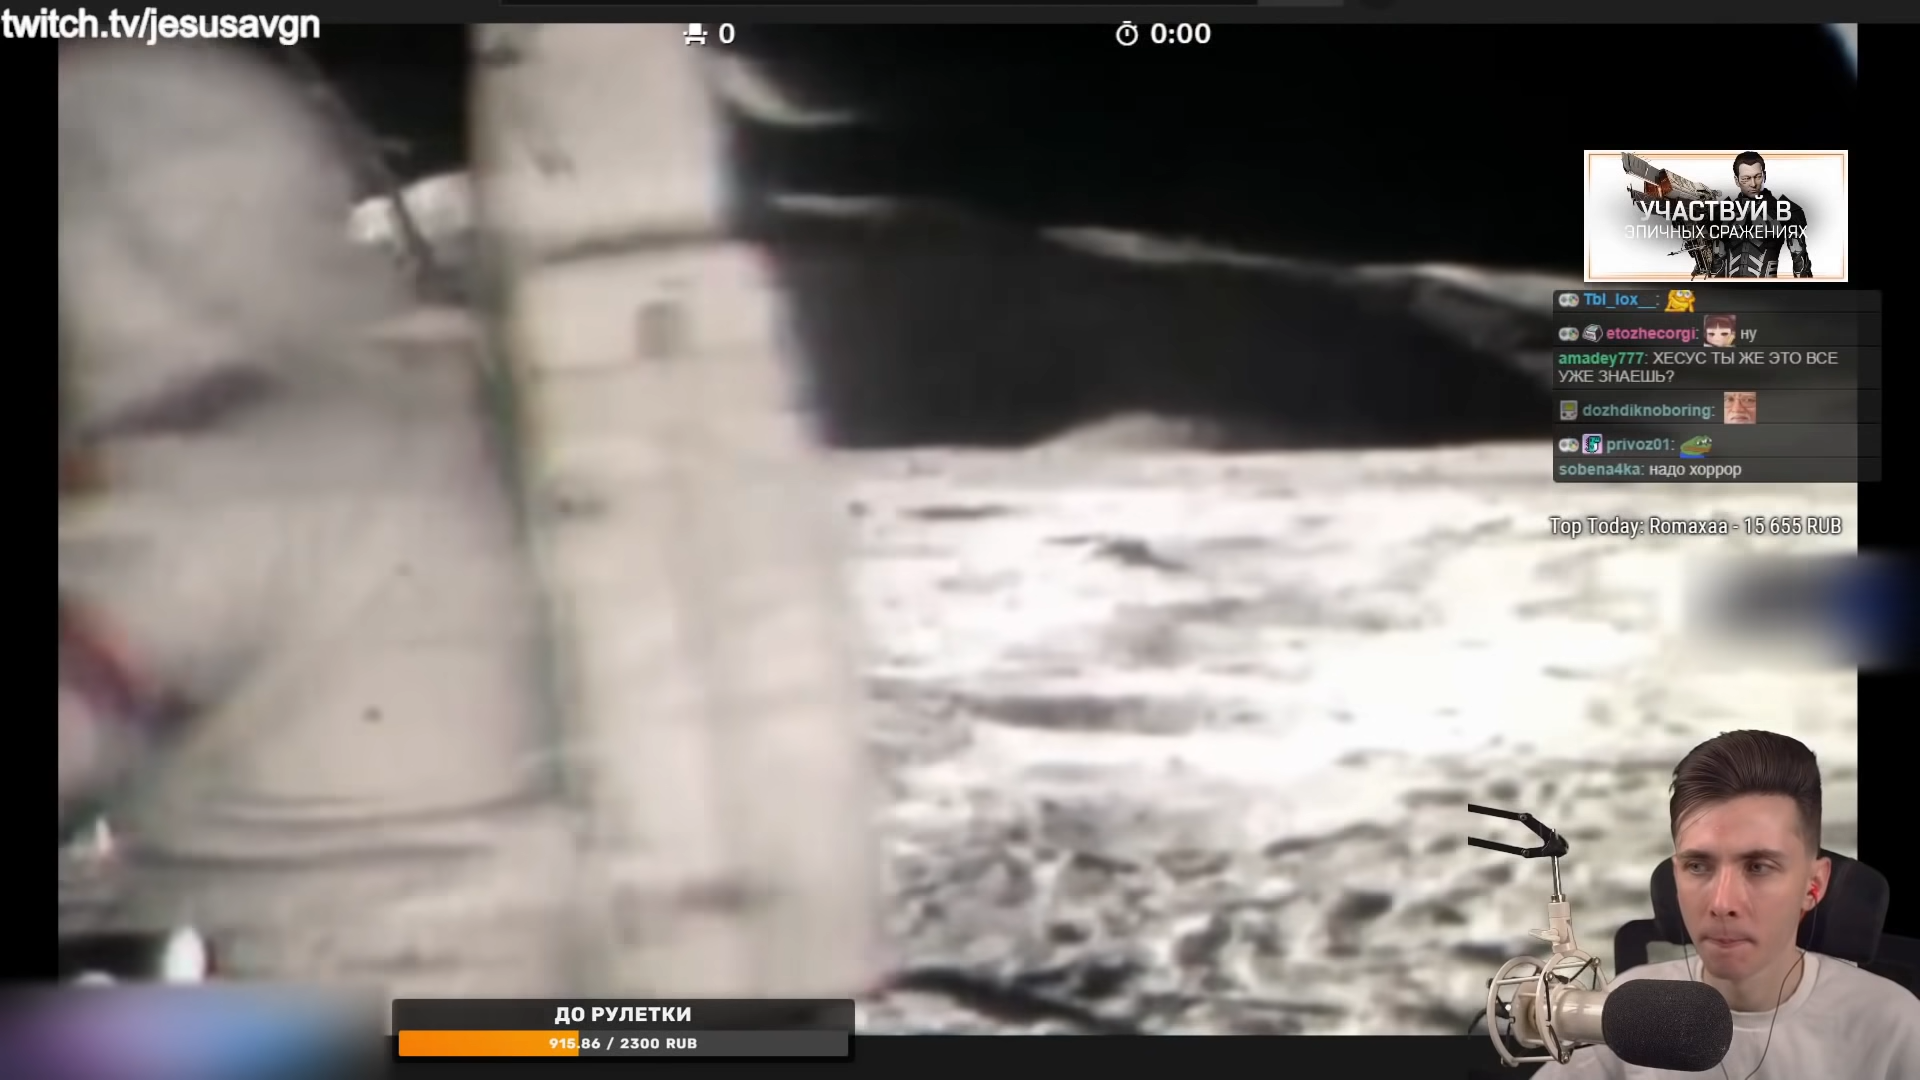 twitch.tv/jesusavgn
0
0:00
УЧАСТВУЙ В
ЭПИЧНЫХ СРАЖЕНИЯХ
Tbl_lox__:
etozhecorgi: ну
amadey777: ХЕСУС ТЫ ЖЕ ЭТО ВСЕ
УЖЕ ЗНАЕШЬ?
dozhdiknoboring:
privoz01:
sobena4ka: надо хоррор
Top Today: Romaxaa - 15 655 RUB
ДО РУЛЕТКИ
915.86 / 2300 RUB